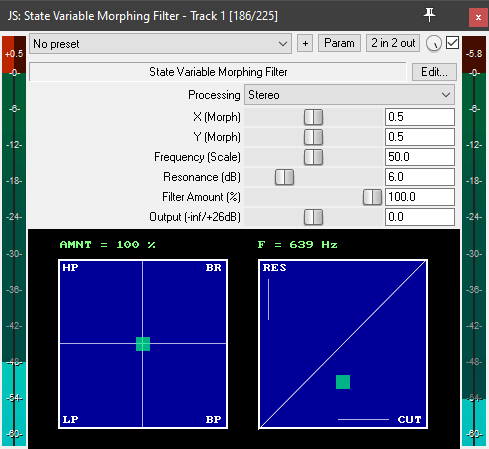 JS: State Variable Morphing Filter - Track 1 [186/225]
No preset + Param 2 in 2 out
+0.5 -5.8
State Variable Morphing Filter Edit...
Processing Stereo
X (Morph) 0.5
Y (Morph) 0.5
Frequency (Scale) 50.0
Resonance (dB) 6.0
Filter Amount (%) 100.0
Output (-inf/+26dB) 0.0
-0- -0-
-6- -6-
-12- -12-
-18- -18-
-24- -24-
-30- -30-
-36- -36-
-42- -42-
-48- -48-
-54- -54-
-60- -60-
AMNT = 100 % F = 639 Hz
HP BR RES
LP BP CUT